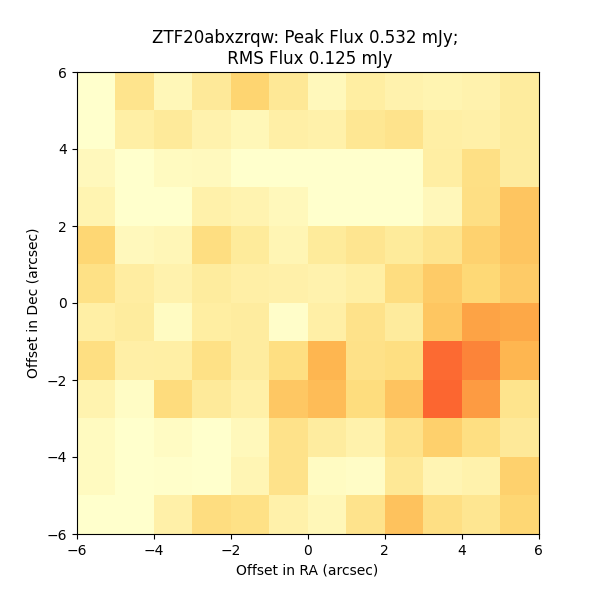 ZTF20abxzrqw: Peak Flux 0.532 mJy;
RMS Flux 0.125 mJy
6
4
2
0
−2
−4
−6
Offset in Dec (arcsec)
−6 −4 −2 0 2 4 6
Offset in RA (arcsec)